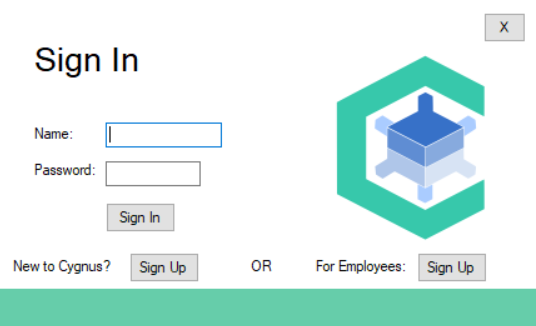 X
Sign In
Name:
Password:
Sign In
New to Cygnus? Sign Up OR For Employees: Sign Up